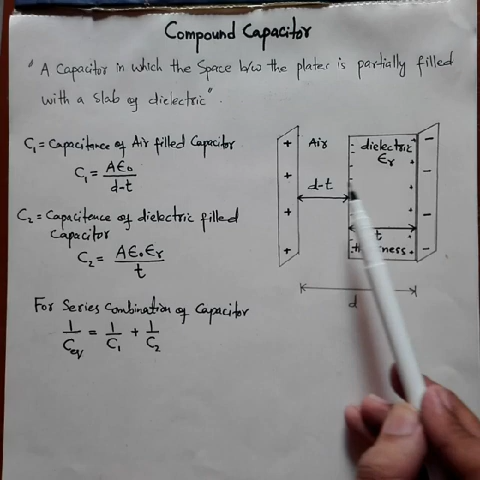 Compound Capacitor
"A Capacitor in which the Space b/w the plates is partially filled
with a Slab of dielectric".
C₁ = Capacitance of Air filled Capacitor
C₁ = Aϵ₀ / d-t
C₂ = Capacitance of dielectric filled
Capacitor
C₂ = Aϵ₀ϵr / t
For Series Combination of Capacitor
1/Ceq = 1/C₁ + 1/C₂
Air
dielectric
ϵr
d-t
t
d